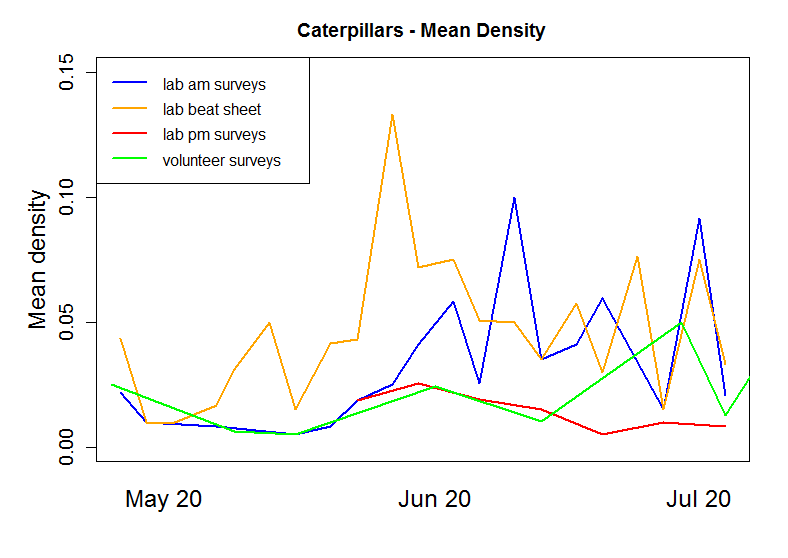 Caterpillars - Mean Density
lab am surveys
lab beat sheet
lab pm surveys
volunteer surveys
Mean density
0.15
0.10
0.05
0.00
May 20
Jun 20
Jul 20